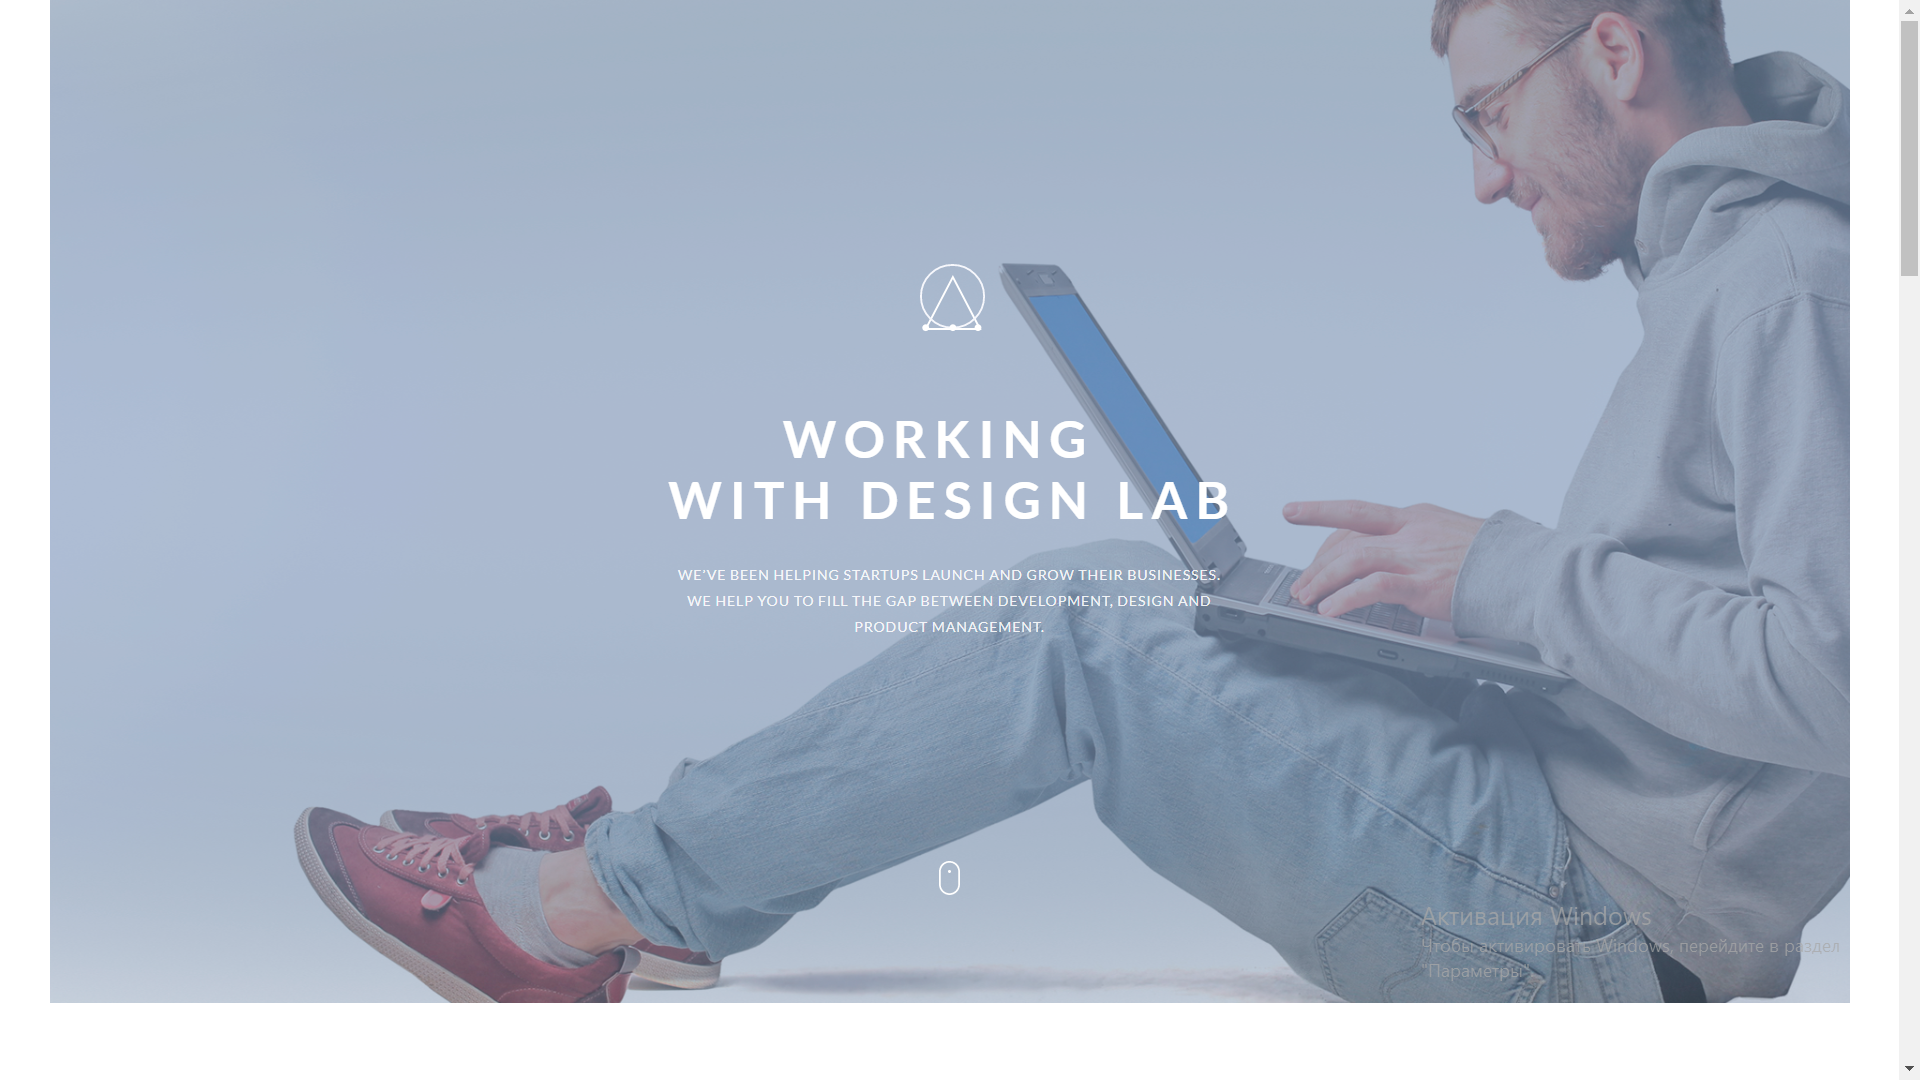 WORKING
WITH DESIGN LAB
WE'VE BEEN HELPING STARTUPS LAUNCH AND GROW THEIR BUSINESSES.
WE HELP YOU TO FILL THE GAP BETWEEN DEVELOPMENT, DESIGN AND
PRODUCT MANAGEMENT.
Активация Windows
Чтобы активировать Windows, перейдите в раздел
"Параметры".